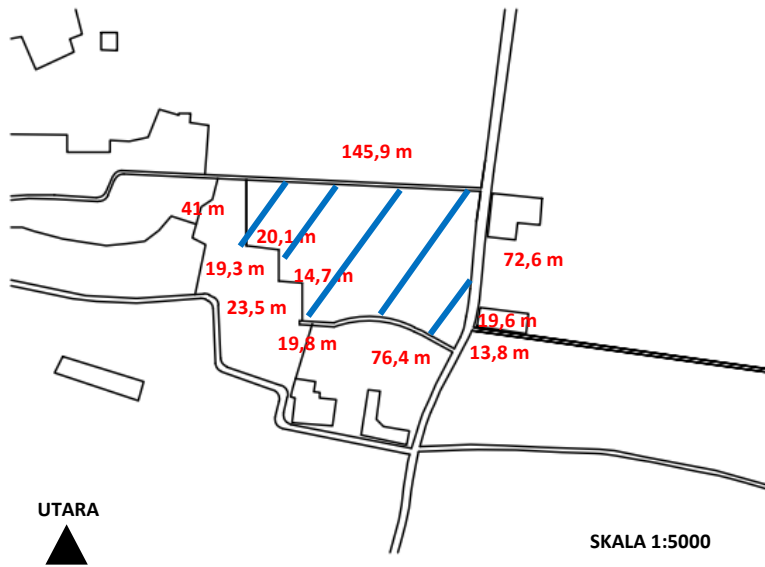 145,9 m
41 m
20,1 m
72,6 m
19,3 m
14,7 m
23,5 m
19,6 m
19,8 m
76,4 m
13,8 m
UTARA
SKALA 1:5000